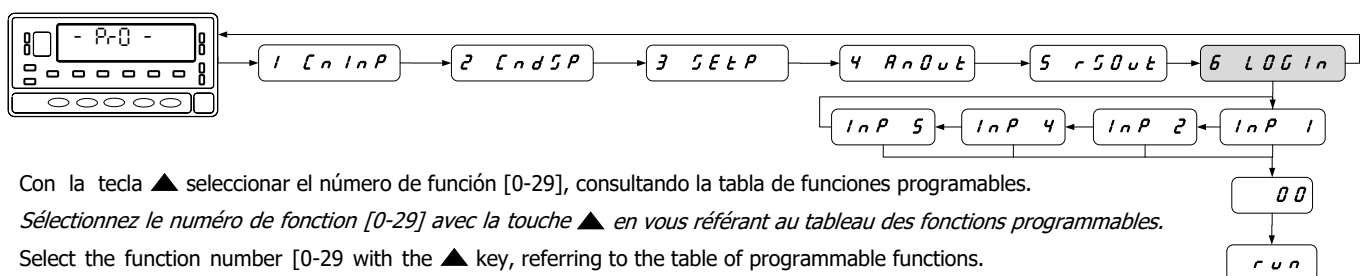 - PrO -
1 CnInP
2 CndSP
3 SEtP
4 AnOut
5 rSOut
6 LOGIn
InP 5
InP 4
InP 2
InP 1
Con la tecla ▲ seleccionar el número de función [0-29], consultando la tabla de funciones programables.
00
Sélectionnez le numéro de fonction [0-29] avec la touche ▲ en vous référant au tableau des fonctions programmables.
Select the function number [0-29 with the ▲ key, referring to the table of programmable functions.
run